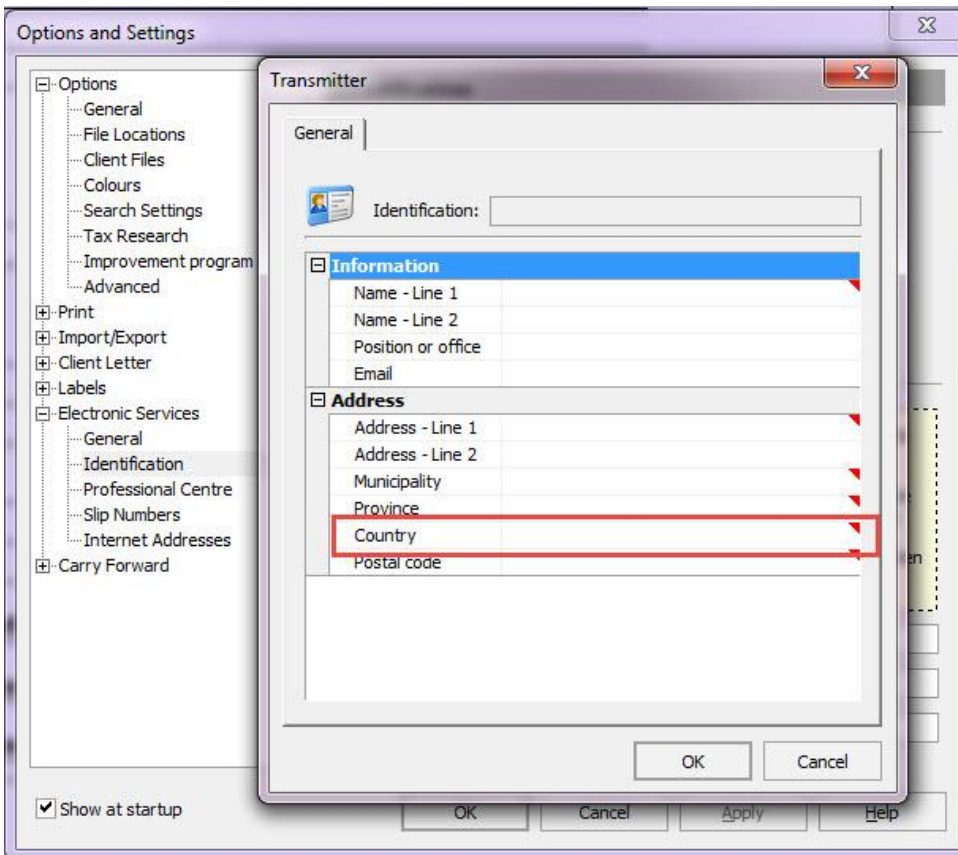 Options and Settings
Options
General
File Locations
Client Files
Colours
Search Settings
Tax Research
Improvement program
Advanced
Print
Import/Export
Client Letter
Labels
Electronic Services
General
Identification
Professional Centre
Slip Numbers
Internet Addresses
Carry Forward
Show at startup
Transmitter
General
Identification:
Information
Name - Line 1
Name - Line 2
Position or office
Email
Address
Address - Line 1
Address - Line 2
Municipality
Province
Country
Postal code
OK
Cancel
OK
Cancel
Apply
Help